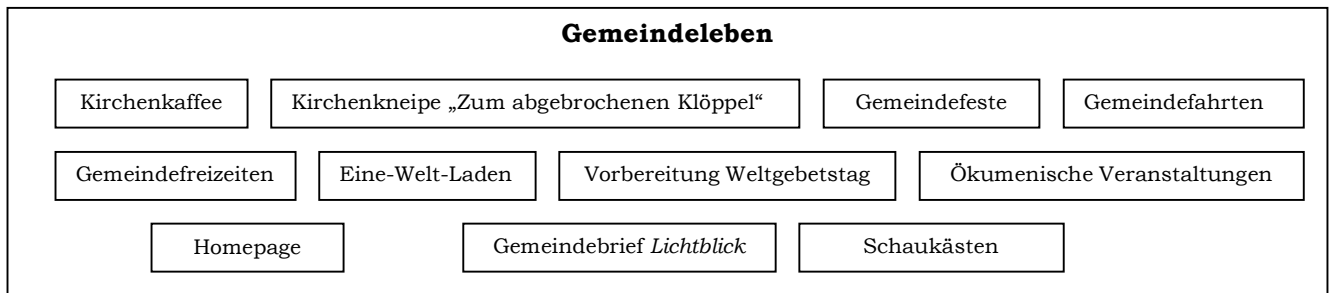 Gemeindeleben
Kirchenkaffee
Kirchenkneipe „Zum abgebrochenen Klöppel“
Gemeindefeste
Gemeindefahrten
Gemeindefreizeiten
Eine-Welt-Laden
Vorbereitung Weltgebetstag
Ökumenische Veranstaltungen
Homepage
Gemeindebrief Lichtblick
Schaukästen